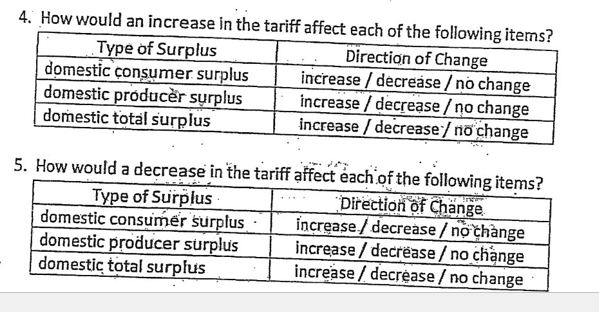 4. How would an increase in the tariff affect each of the following items?
Type of Surplus Direction of Change
domestic consumer surplus increase / decrease / no change
domestic producer surplus increase / decrease / no change
domestic total surplus increase / decrease / no change
5. How would a decrease in the tariff affect each of the following items?
Type of Surplus Direction of Change
domestic consumer surplus increase / decrease / no change
domestic producer surplus increase / decrease / no change
domestic total surplus increase / decrease / no change